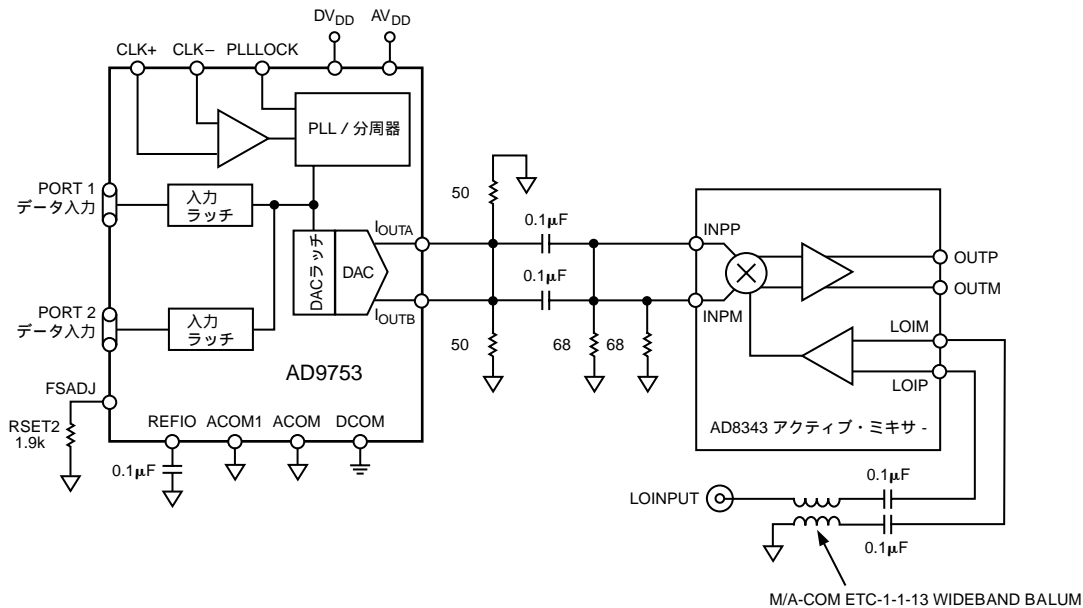 DVDD
AVDD
CLK+
CLK–
PLLLOCK
PLL / 分周器
PORT 1
データ入力
入力
ラッチ
50
0.1μF
IOUTA
INPP
OUTP
DACラッチ
DAC
OUTM
0.1μF
INPM
PORT 2
データ入力
入力
ラッチ
IOUTB
LOIM
50
68
68
AD9753
LOIP
FSADJ
RSET2
1.9k
REFIO
ACOM1
ACOM
DCOM
AD8343 アクティブ・ミキサ -
0.1μF
0.1μF
LOINPUT
0.1μF
M/A-COM ETC-1-1-13 WIDEBAND BALUM